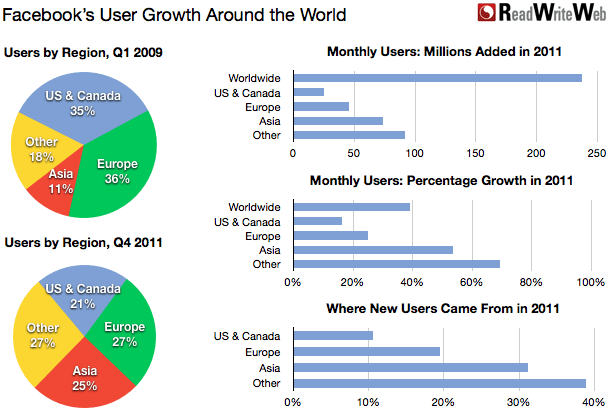 Facebook's User Growth Around the World
ReadWriteWeb
Users by Region, Q1 2009
US & Canada
35%
Other
18%
Asia
11%
Europe
36%
Users by Region, Q4 2011
US & Canada
21%
Other
27%
Europe
27%
Asia
25%
Monthly Users: Millions Added in 2011
Worldwide
US & Canada
Europe
Asia
Other
0 50 100 150 200 250
Monthly Users: Percentage Growth in 2011
Worldwide
US & Canada
Europe
Asia
Other
0% 20% 40% 60% 80% 100%
Where New Users Came From in 2011
US & Canada
Europe
Asia
Other
0% 10% 20% 30% 40%